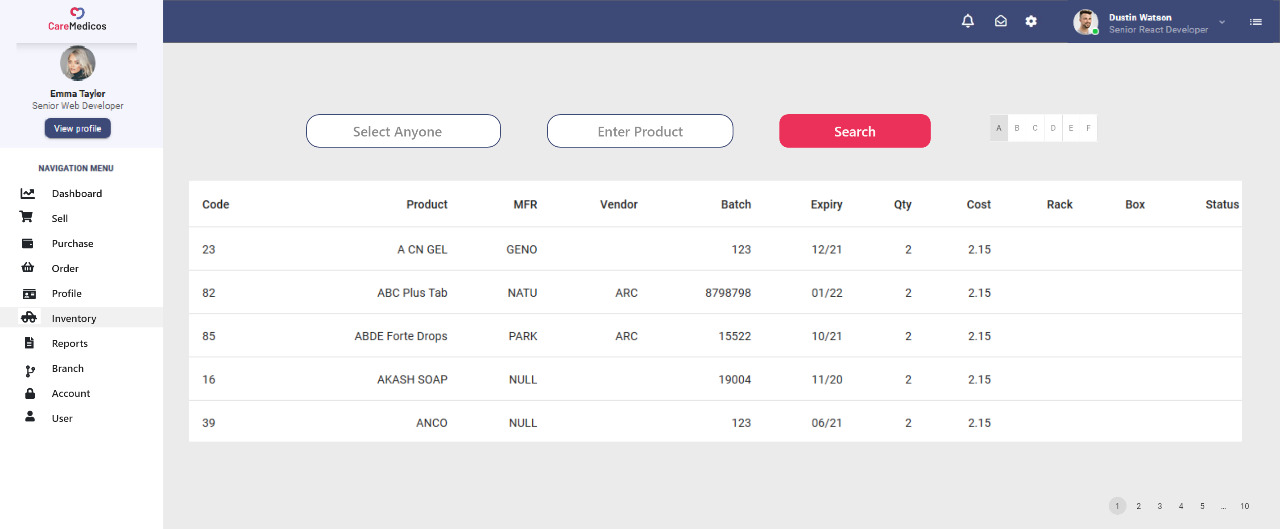 CareMedicos
Emma Tayler
Senior Web Developer
View profile
NAVIGATION MENU
Dashboard
Sell
Purchase
Order
Profile
Inventory
Reports
Branch
Account
User
Dustin Watson
Senior React Developer
Select Anyone
Enter Product
Search
A B C D E F
Code Product MFR Vendor Batch Expiry Qty Cost Rack Box Status
23 A CN GEL GENO 123 12/21 2 2.15
82 ABC Plus Tab NATU ARC 8798798 01/22 2 2.15
85 ABDE Forte Drops PARK ARC 15522 10/21 2 2.15
16 AKASH SOAP NULL 19004 11/20 2 2.15
39 ANCO NULL 123 06/21 2 2.15
1 2 3 4 5 ... 10